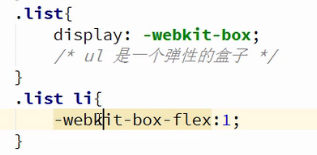 .list{
display: -webkit-box;
/* ul 是一个弹性的盒子 */
}
.list li{
-webkit-box-flex:1;
}